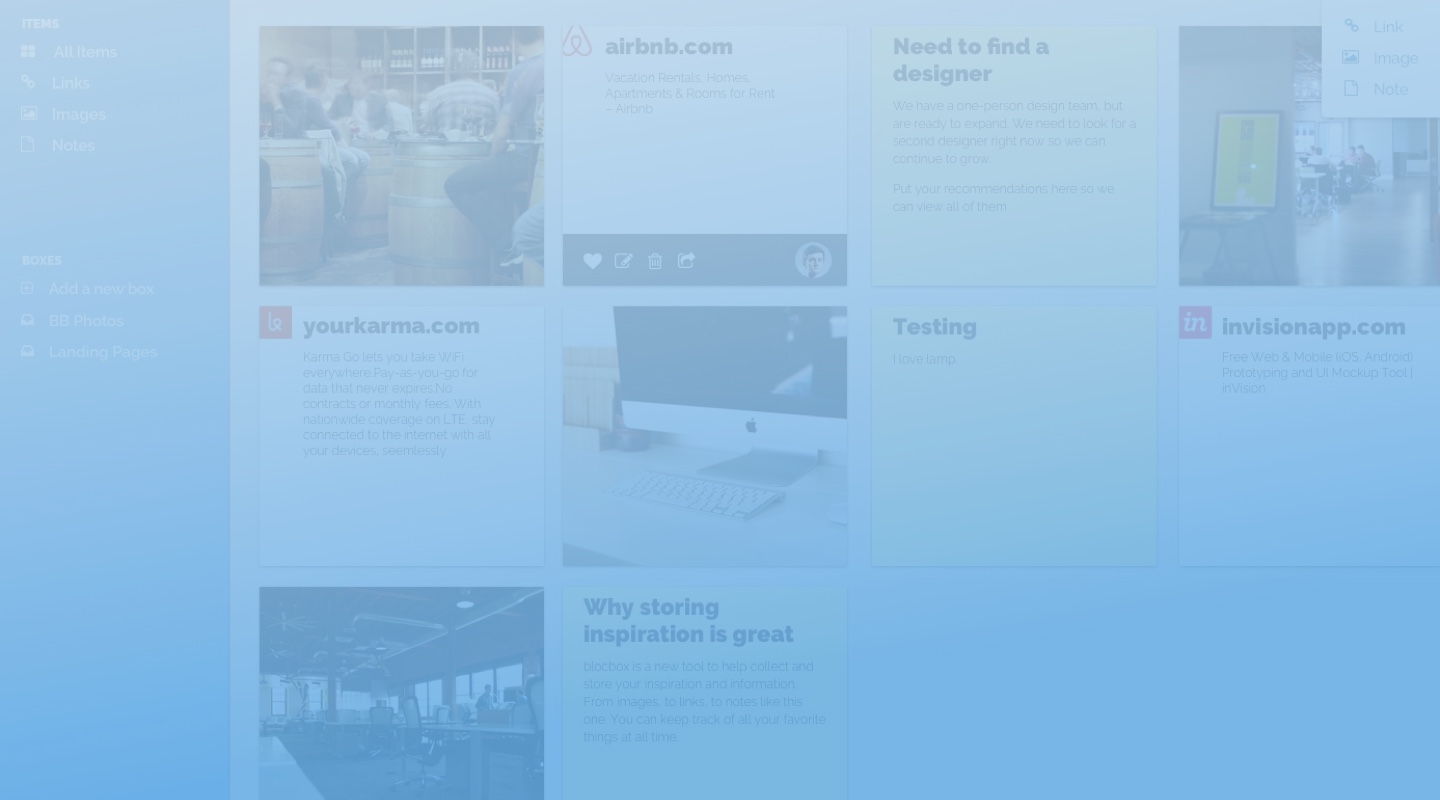 ITEMS
All Items
Links
Images
Notes
BOXES
Add a new box
BB Photos
Landing Pages
airbnb.com
Vacation Rentals, Homes,
Apartments & Rooms for Rent
– Airbnb
Need to find a
designer
We have a one-person design team, but
are ready to expand. We need to look for a
second designer right now so we can
continue to grow.
Put your recommendations here so we
can view all of them
Link
Image
Note
yourkarma.com
Karma Go lets you take WiFi
everywhere.Pay-as-you-go for
data that never expires.No
contracts or monthly fees. With
nationwide coverage on LTE, stay
connected to the internet with all
your devices, seemlessly
Testing
I love lamp.
in
invisionapp.com
Free Web & Mobile (iOS, Android)
Prototyping and UI Mockup Tool |
inVision
Why storing
inspiration is great
blocbox is a new tool to help collect and
store your inspiration and information.
From images, to links, to notes like this
one. You can keep track of all your favorite
things at all time